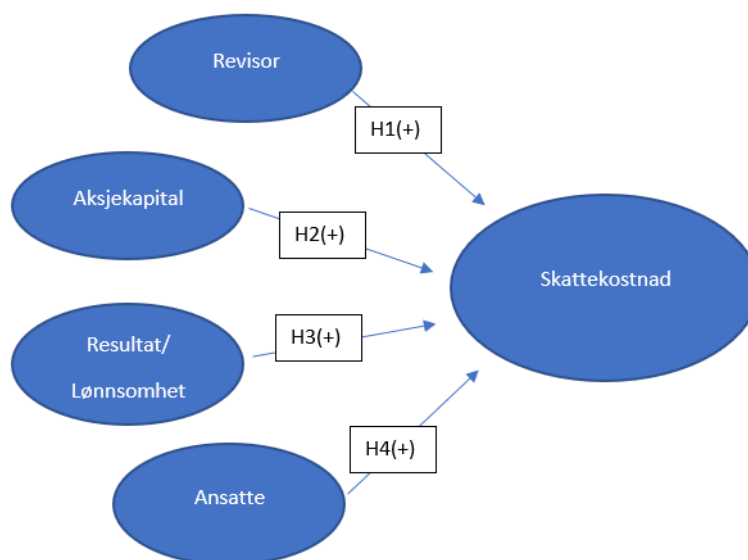 Revisor
H1(+)
Aksjekapital
H2(+)
Skattekostnad
Resultat/
Lønnsomhet
H3(+)
Ansatte
H4(+)